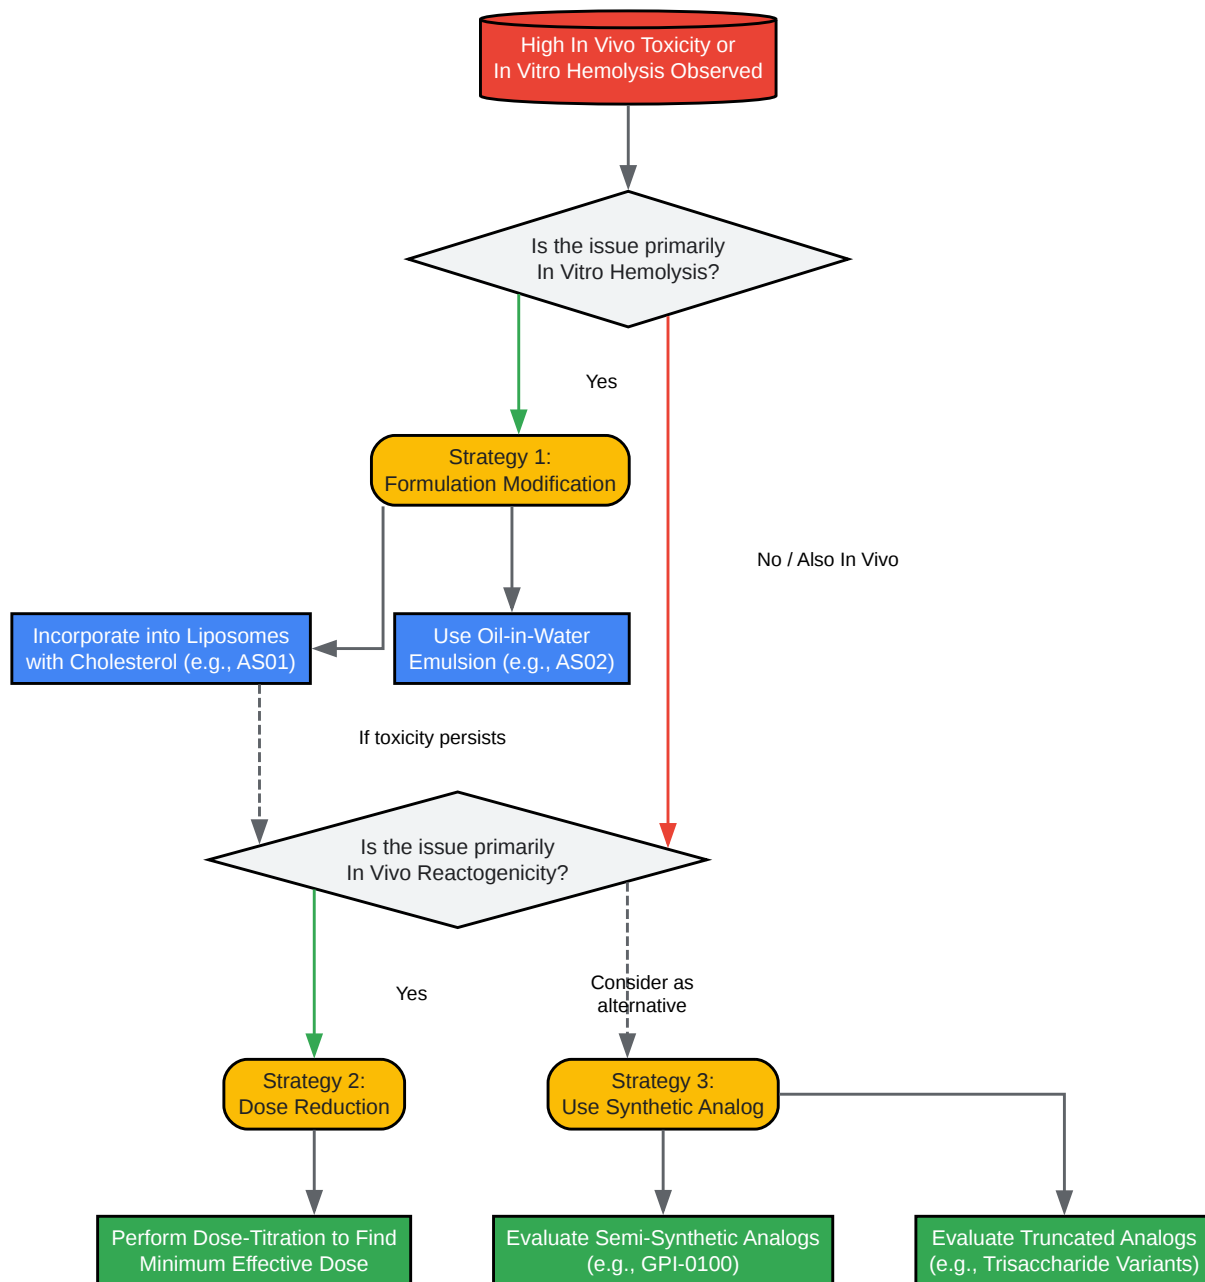 High In Vivo Toxicity or
In Vitro Hemolysis Observed
Is the issue primarily
In Vitro Hemolysis?
Yes
Strategy 1:
Formulation Modification
No / Also In Vivo
Incorporate into Liposomes
with Cholesterol (e.g., AS01)
Use Oil-in-Water
Emulsion (e.g., AS02)
If toxicity persists
Is the issue primarily
In Vivo Reactogenicity?
Yes
Consider as
alternative
Strategy 2:
Dose Reduction
Strategy 3:
Use Synthetic Analog
Perform Dose-Titration to Find
Minimum Effective Dose
Evaluate Semi-Synthetic Analogs
(e.g., GPI-0100)
Evaluate Truncated Analogs
(e.g., Trisaccharide Variants)